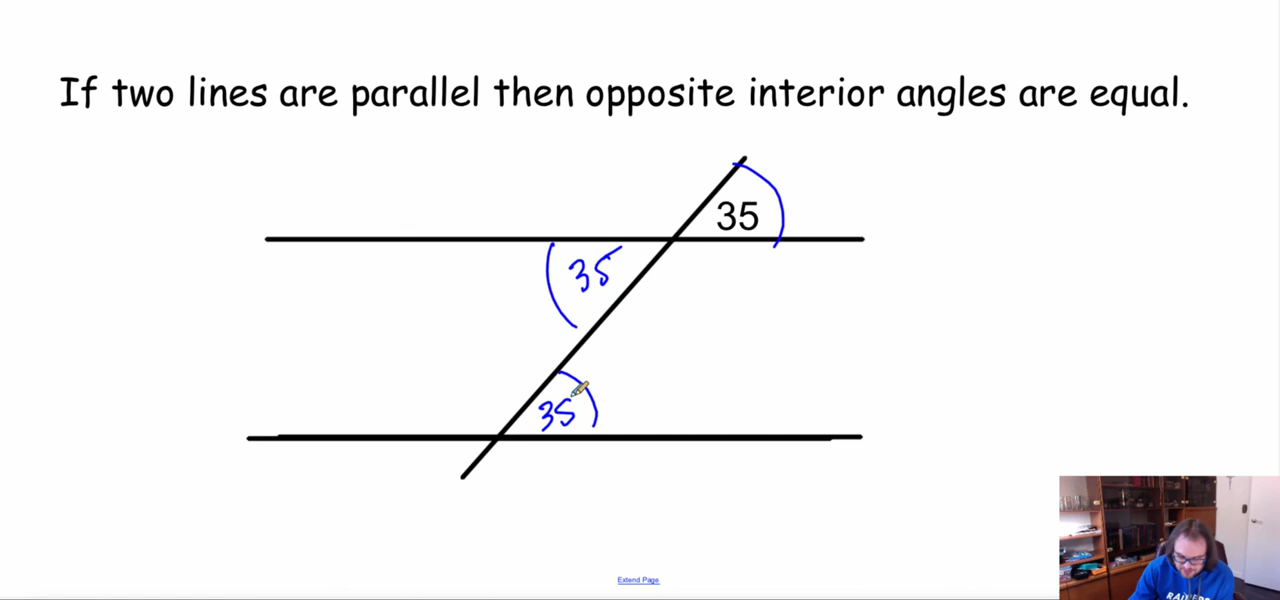 If two lines are parallel then opposite interior angles are equal.
35
35
35
Extend Page